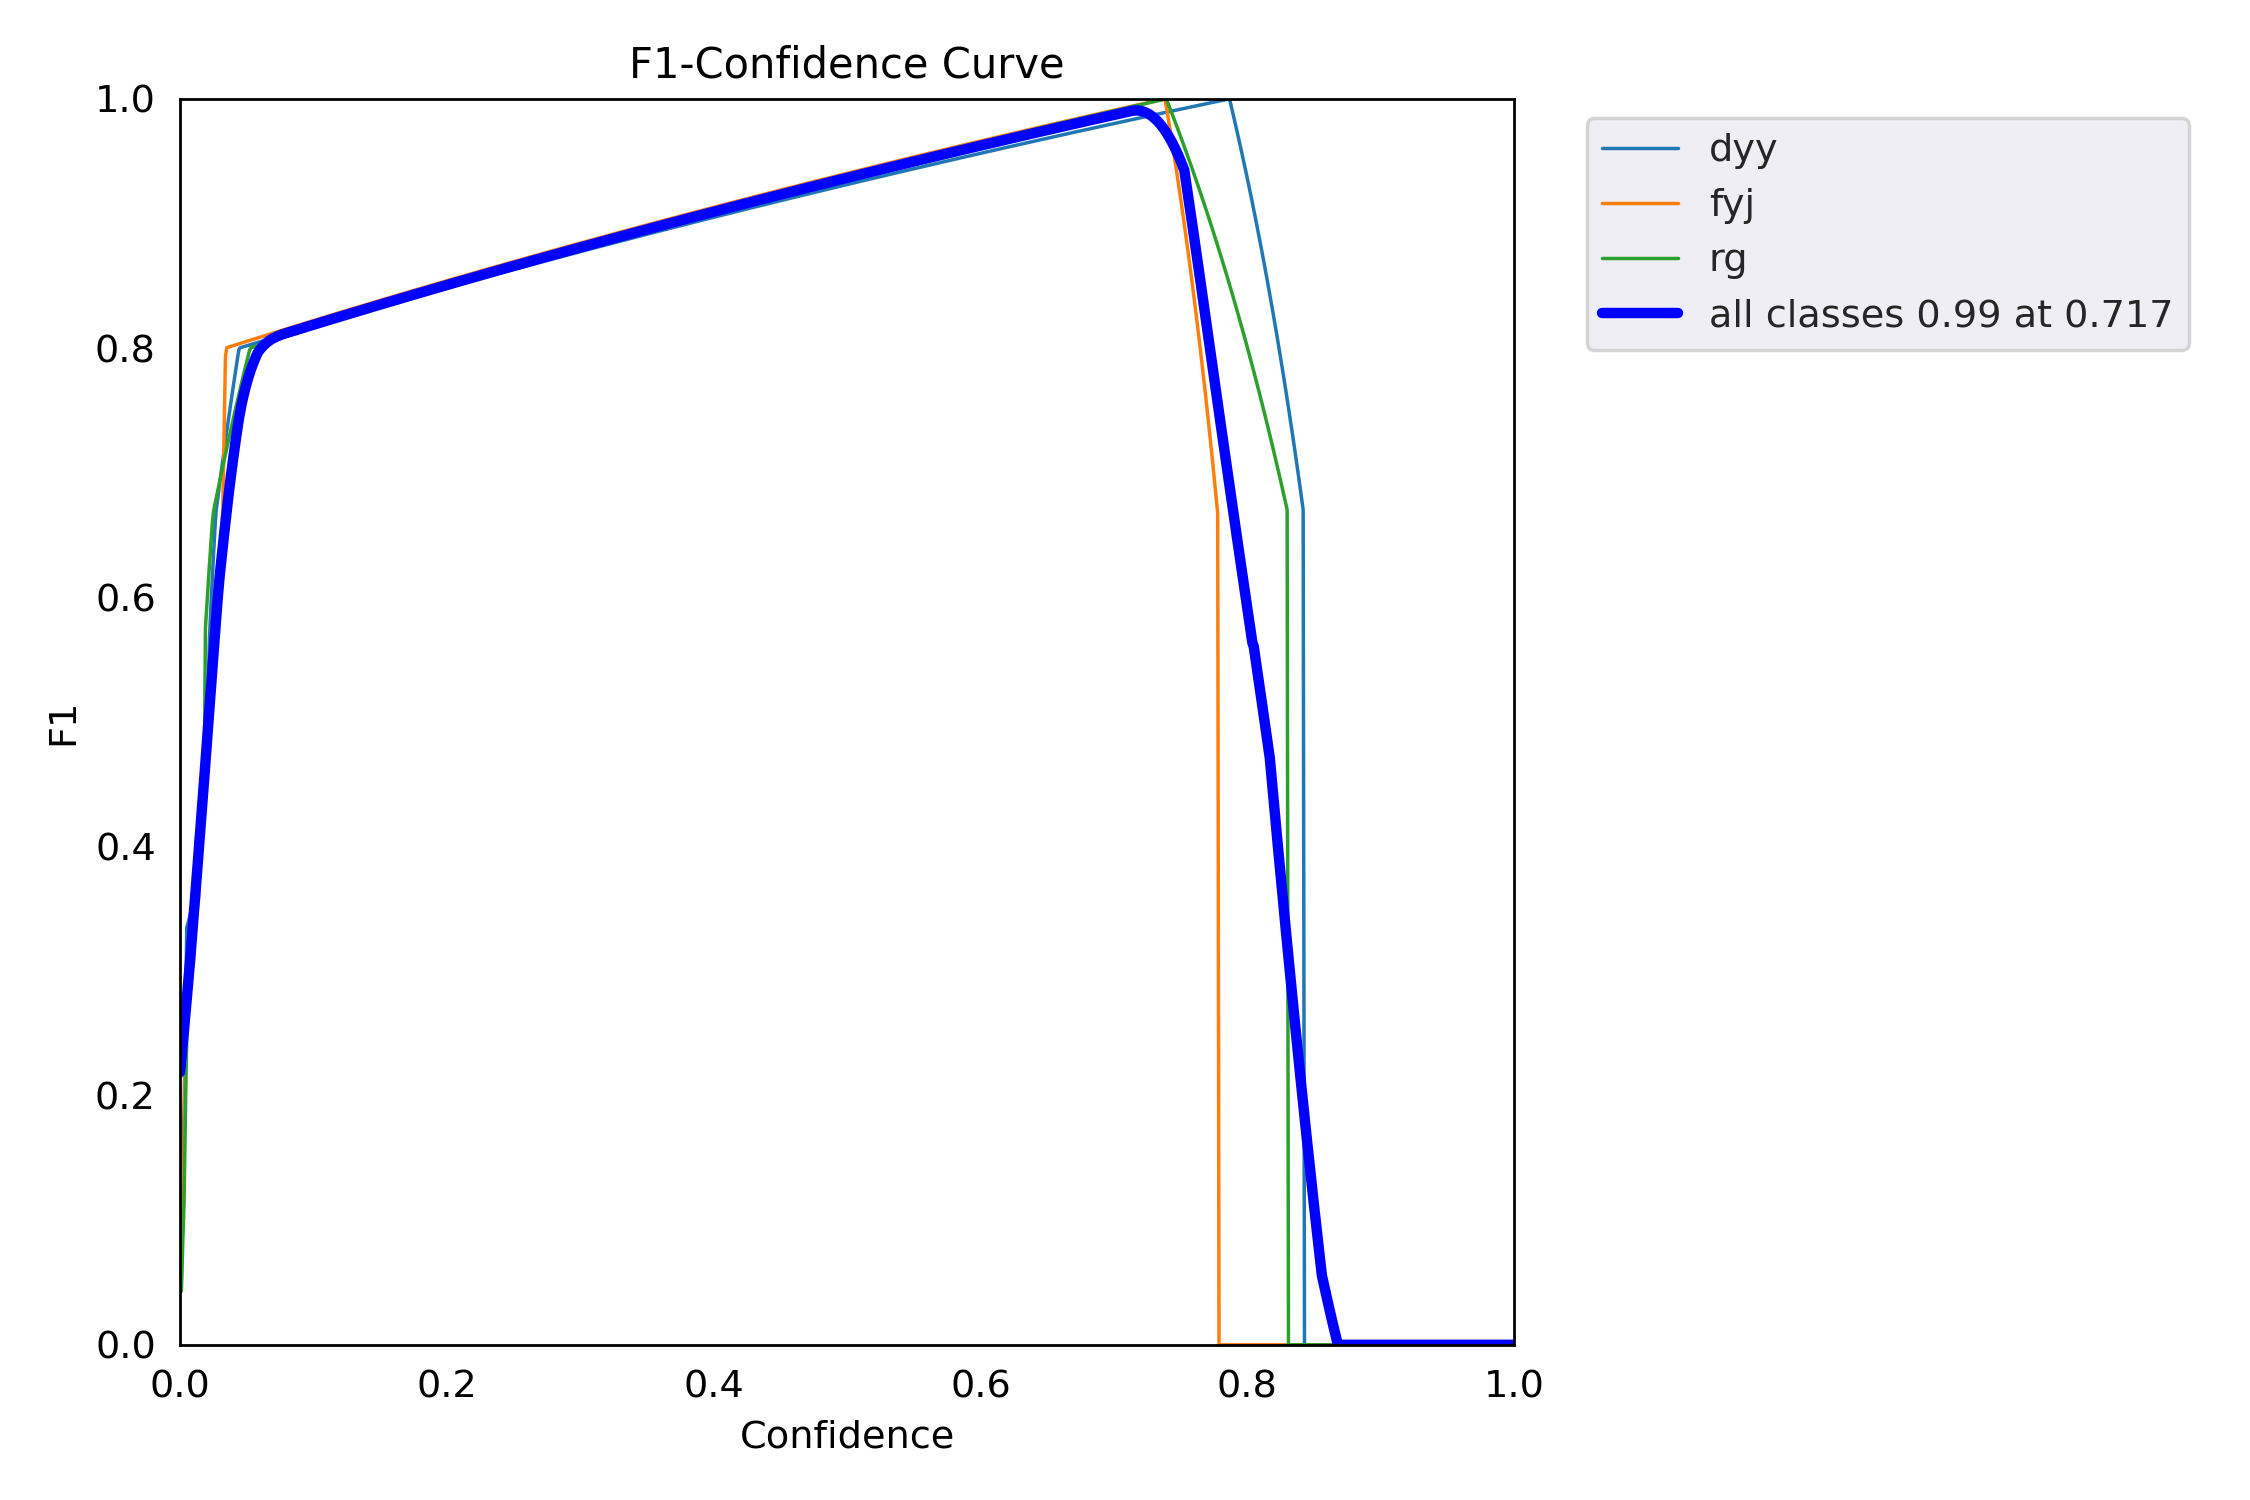 F1-Confidence Curve
1.0
0.8
0.6
0.4
0.2
0.0
F1
0.0 0.2 0.4 0.6 0.8 1.0
Confidence
dyy
fyj
rg
all classes 0.99 at 0.717